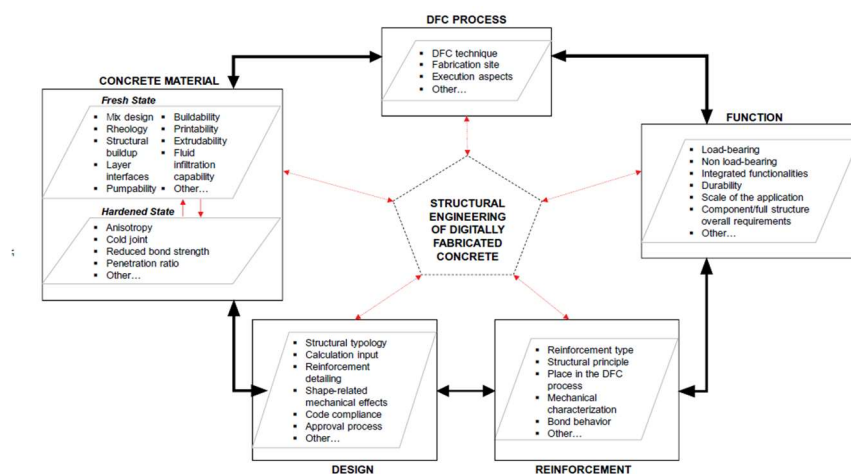 DFC PROCESS
DFC technique
Fabrication site
Execution aspects
Other…
CONCRETE MATERIAL
Fresh State
Mix design
Rheology
Structural
buildup
Layer
interfaces
Pumpability
Buildability
Printability
Extrudability
Fluid
infiltration
capability
Other…
Hardened State
Anisotropy
Cold joint
Reduced bond strength
Penetration ratio
Other…
FUNCTION
Load-bearing
Non load-bearing
Integrated functionalities
Durability
Scale of the application
Component/full structure
overall requirements
Other…
STRUCTURAL
ENGINEERING
OF DIGITALLY
FABRICATED
CONCRETE
Structural typology
Calculation input
Reinforcement
detailing
Shape-related
mechanical effects
Code compliance
Approval process
Other…
DESIGN
Reinforcement type
Structural principle
Place in the DFC
process
Mechanical
characterization
Bond behavior
Other…
REINFORCEMENT